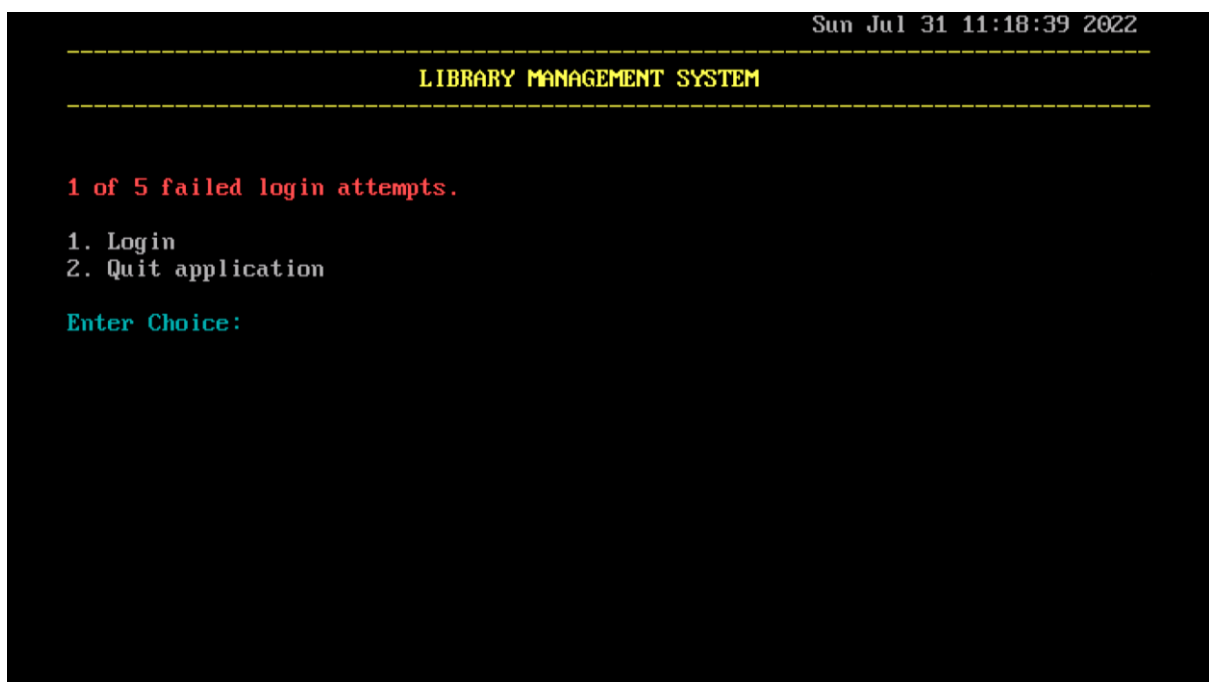 Sun Jul 31 11:18:39 2022
LIBRARY MANAGEMENT SYSTEM
1 of 5 failed login attempts.
1. Login
2. Quit application
Enter Choice: